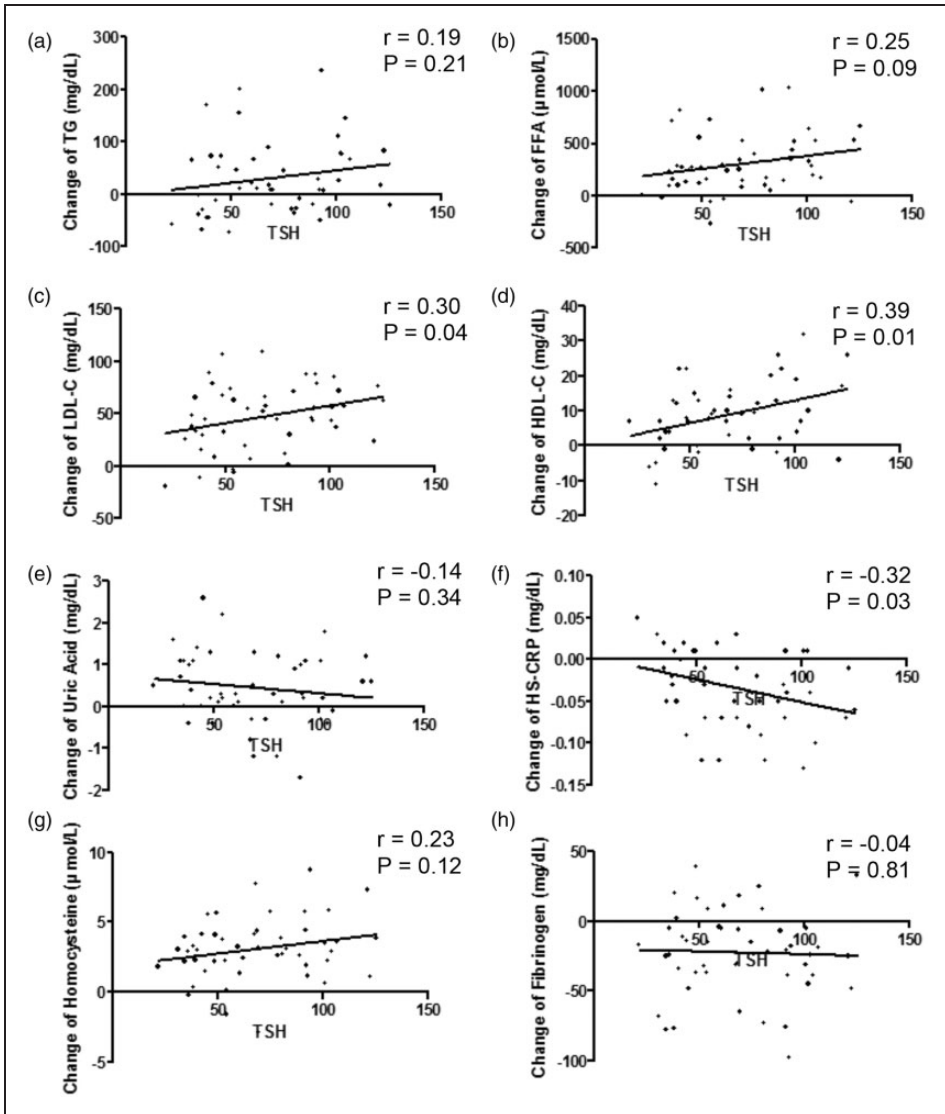 (a)
Change of TG (mg/dL)
300
200
100
0
-100
50
100
150
TSH
r = 0.19
P = 0.21
(b)
Change of FFA (µmol/L)
1500
1000
500
0
-500
50
100
150
TSH
r = 0.25
P = 0.09
(c)
Change of LDL-C (mg/dL)
150
100
50
0
-50
50
100
150
TSH
r = 0.30
P = 0.04
(d)
Change of HDL-C (mg/dL)
40
30
20
10
0
-10
-20
50
100
150
TSH
r = 0.39
P = 0.01
(e)
Change of Uric Acid (mg/dL)
3
2
1
0
-1
-2
50
100
150
TSH
r = -0.14
P = 0.34
(f)
Change of HS-CRP (mg/dL)
0.10
0.05
0.00
-0.05
-0.10
-0.15
50
100
150
TSH
r = -0.32
P = 0.03
(g)
Change of Homocysteine (µmol/L)
10
5
0
-5
50
100
150
TSH
r = 0.23
P = 0.12
(h)
Change of Fibrinogen (mg/dL)
50
0
-50
-100
50
100
150
TSH
r = -0.04
P = 0.81